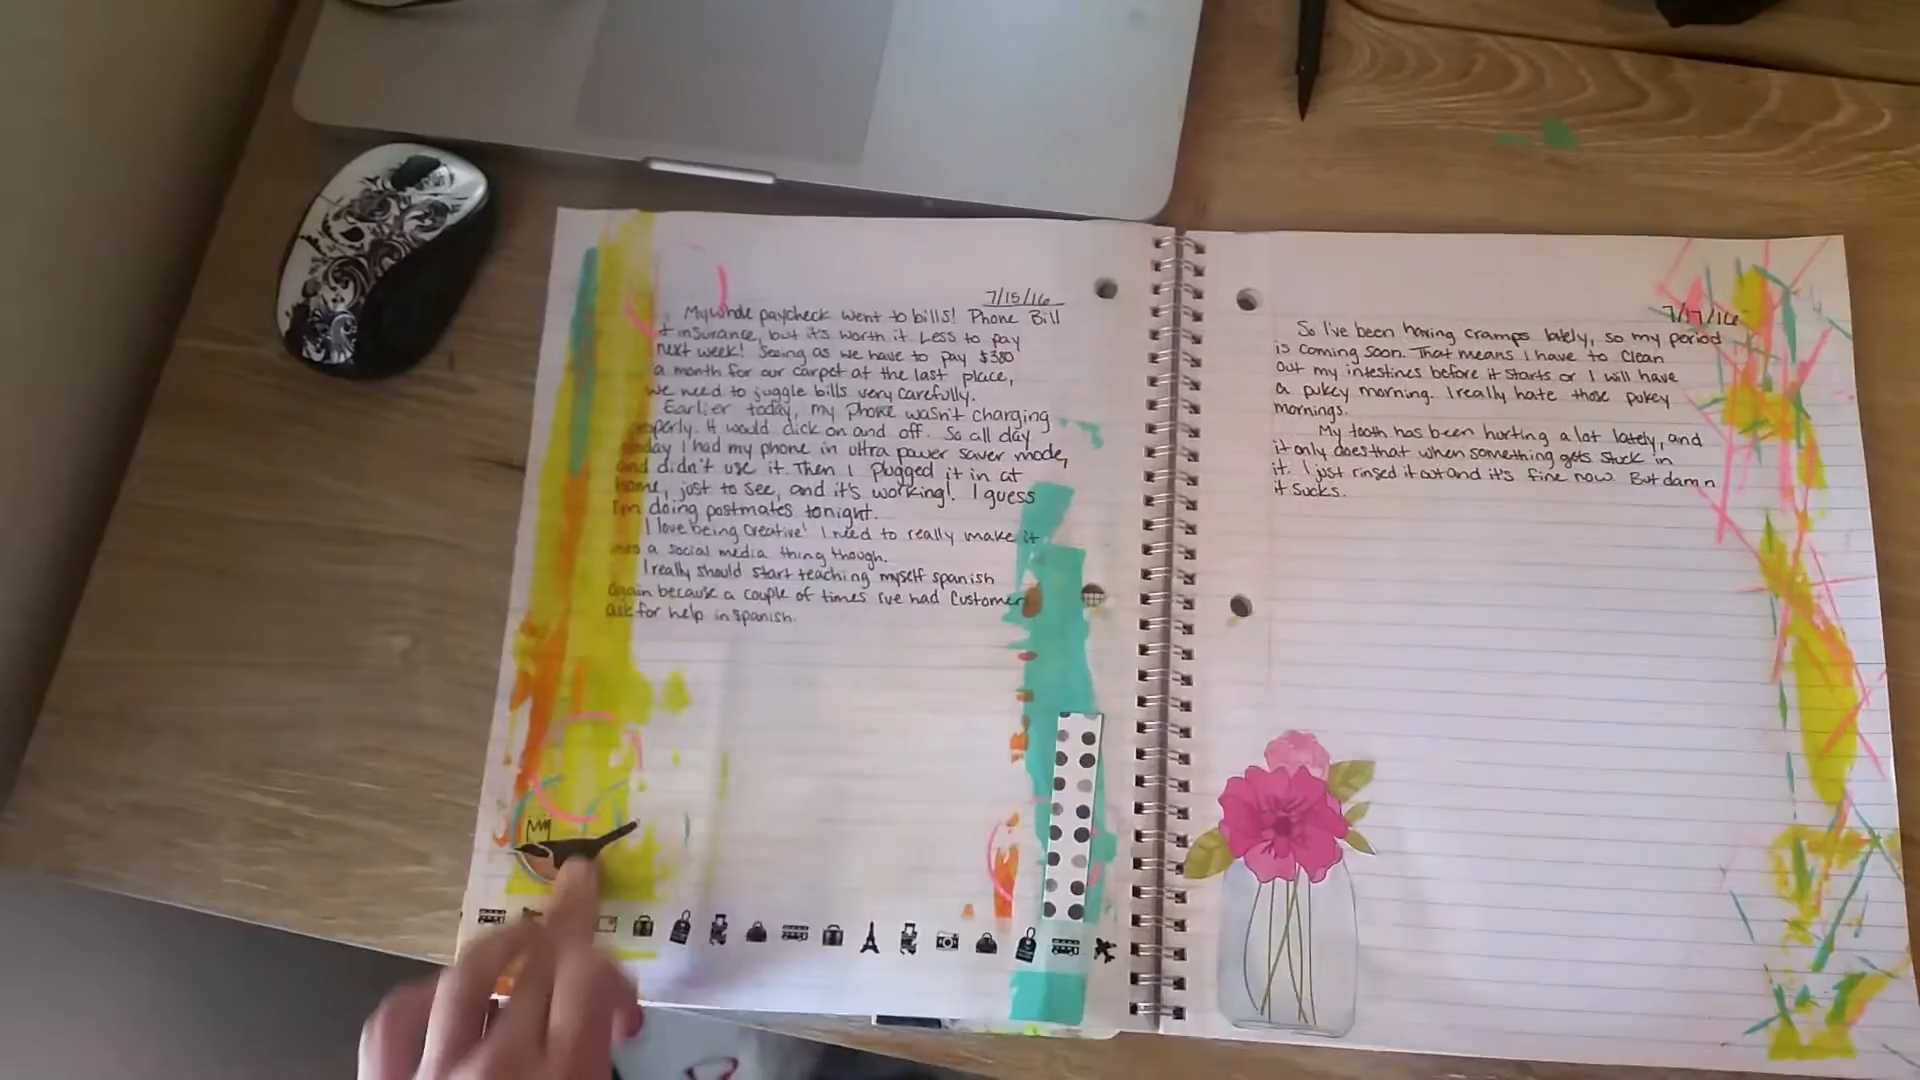 7/15/16
My whole paycheck went to bills! Phone Bill
+ insurance, but it's worth it. Less to pay
next week! Seeing as we have to pay $380
a month for our carpet at the last place,
we need to juggle bills very carefully.
Earlier today, my phone wasn't charging
properly. It would click on and off. So all day
today I had my phone in ultra power saver mode,
and didn't use it. Then I plugged it in at
home, just to see, and it's working! I guess
I'm doing postmates tonight.
I love being creative! I need to really make it
into a social media thing though.
I really should start teaching myself spanish
again because a couple of times I've had customers
ask for help in spanish.
7/17/16
So I've been having cramps lately, so my period
is coming soon. That means I have to clean
out my intestines before it starts or I will have
a pukey morning. I really hate those pukey
mornings.
My tooth has been hurting a lot lately, and
it only does that when something gets stuck in
it. I just rinsed it out and it's fine now. But damn
it sucks.